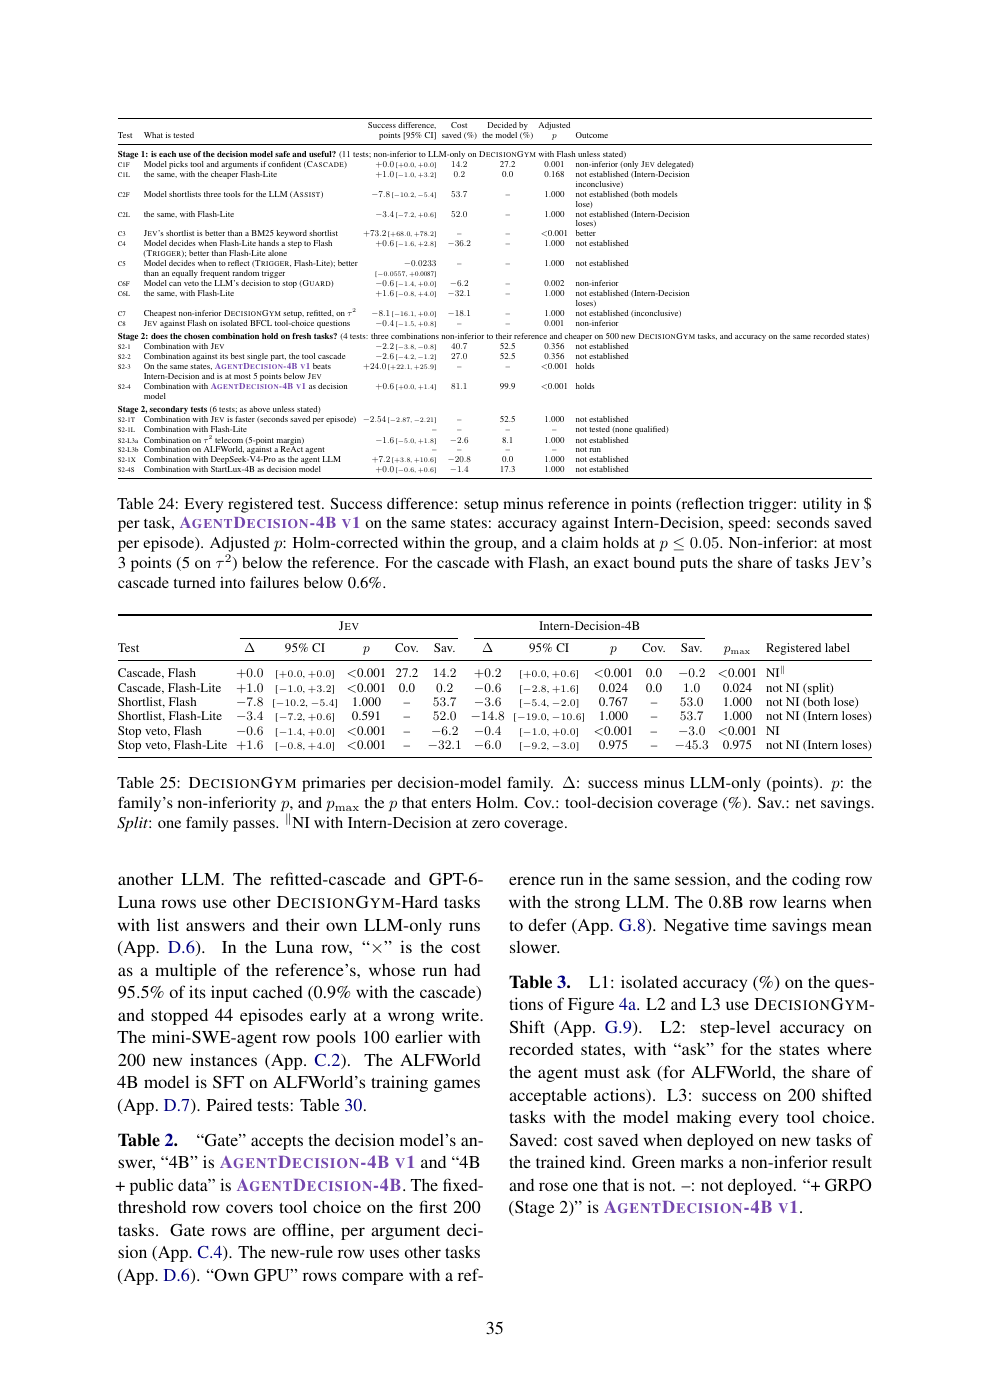 Success difference, Cost Decided by Adjusted
Test What is tested points [95% CI] saved (%) the model (%) p Outcome
Stage 1: is each use of the decision model safe and useful? (11 tests; non-inferior to LLM-only on DECISIONGYM with Flash unless stated)
C1F Model picks tool and arguments if confident (CASCADE) +0.0 [+0.0, +0.0] 14.2 27.2 0.001 non-inferior (only JEV delegated)
C1L the same, with the cheaper Flash-Lite +1.0 [−1.0, +3.2] 0.2 0.0 0.168 not established (Intern-Decision
inconclusive)
C2F Model shortlists three tools for the LLM (ASSIST) −7.8 [−10.2, −5.4] 53.7 – 1.000 not established (both models
lose)
C2L the same, with Flash-Lite −3.4 [−7.2, +0.6] 52.0 – 1.000 not established (Intern-Decision
loses)
C3 JEV's shortlist is better than a BM25 keyword shortlist +73.2 [+68.0, +78.2] – – <0.001 better
C4 Model decides when Flash-Lite hands a step to Flash +0.6 [−1.6, +2.8] −36.2 – 1.000 not established
(TRIGGER); better than Flash-Lite alone
C5 Model decides when to reflect (TRIGGER, Flash-Lite); better −0.0233 – – 1.000 not established
than an equally frequent random trigger [−0.0557, +0.0087]
C6F Model can veto the LLM's decision to stop (GUARD) −0.6 [−1.4, +0.0] −6.2 – 0.002 non-inferior
C6L the same, with Flash-Lite +1.6 [−0.8, +4.0] −32.1 – 1.000 not established (Intern-Decision
loses)
C7 Cheapest non-inferior DECISIONGYM setup, refitted, on τ² −8.1 [−16.1, +0.0] −18.1 – 1.000 not established (inconclusive)
C8 JEV against Flash on isolated BFCL tool-choice questions −0.4 [−1.5, +0.8] – – 0.001 non-inferior
Stage 2: does the chosen combination hold on fresh tasks? (4 tests: three combinations non-inferior to their reference and cheaper on 500 new DECISIONGYM tasks, and accuracy on the same recorded states)
S2-1 Combination with JEV −2.2 [−3.8, −0.8] 40.7 52.5 0.356 not established
S2-2 Combination against its best single part, the tool cascade −2.6 [−4.2, −1.2] 27.0 52.5 0.356 not established
S2-3 On the same states, AGENTDECISION-4B V1 beats +24.0 [+22.1, +25.9] – – <0.001 holds
Intern-Decision and is at most 5 points below JEV
S2-4 Combination with AGENTDECISION-4B V1 as decision +0.6 [+0.0, +1.4] 81.1 99.9 <0.001 holds
model
Stage 2, secondary tests (6 tests; as above unless stated)
S2-1T Combination with JEV is faster (seconds saved per episode) −2.54 [−2.87, −2.21] – 52.5 1.000 not established
S2-1L Combination with Flash-Lite – – – – not tested (none qualified)
S2-L3a Combination on τ² telecom (5-point margin) −1.6 [−5.0, +1.8] −2.6 8.1 1.000 not established
S2-L3b Combination on ALFWorld, against a ReAct agent – – – – not run
S2-1X Combination with DeepSeek-V4-Pro as the agent LLM +7.2 [+3.8, +10.6] −20.8 0.0 1.000 not established
S2-4S Combination with StartLux-4B as decision model +0.0 [−0.6, +0.6] −1.4 17.3 1.000 not established
Table 24: Every registered test. Success difference: setup minus reference in points (reflection trigger: utility in $
per task, AGENTDECISION-4B V1 on the same states: accuracy against Intern-Decision, speed: seconds saved
per episode). Adjusted p: Holm-corrected within the group, and a claim holds at p ≤ 0.05. Non-inferior: at most
3 points (5 on τ²) below the reference. For the cascade with Flash, an exact bound puts the share of tasks JEV's
cascade turned into failures below 0.6%.
JEV Intern-Decision-4B
Test Δ 95% CI p Cov. Sav. Δ 95% CI p Cov. Sav. pmax Registered label
Cascade, Flash +0.0 [+0.0, +0.0] <0.001 27.2 14.2 +0.2 [+0.0, +0.6] <0.001 0.0 −0.2 <0.001 NI∥
Cascade, Flash-Lite +1.0 [−1.0, +3.2] <0.001 0.0 0.2 −0.6 [−2.8, +1.6] 0.024 0.0 1.0 0.024 not NI (split)
Shortlist, Flash −7.8 [−10.2, −5.4] 1.000 – 53.7 −3.6 [−5.4, −2.0] 0.767 – 53.0 1.000 not NI (both lose)
Shortlist, Flash-Lite −3.4 [−7.2, +0.6] 0.591 – 52.0 −14.8 [−19.0, −10.6] 1.000 – 53.7 1.000 not NI (Intern loses)
Stop veto, Flash −0.6 [−1.4, +0.0] <0.001 – −6.2 −0.4 [−1.0, +0.0] <0.001 – −3.0 <0.001 NI
Stop veto, Flash-Lite +1.6 [−0.8, +4.0] <0.001 – −32.1 −6.0 [−9.2, −3.0] 0.975 – −45.3 0.975 not NI (Intern loses)
Table 25: DECISIONGYM primaries per decision-model family. Δ: success minus LLM-only (points). p: the
family's non-inferiority p, and pmax the p that enters Holm. Cov.: tool-decision coverage (%). Sav.: net savings.
Split: one family passes. ∥NI with Intern-Decision at zero coverage.
another LLM. The refitted-cascade and GPT-6-
Luna rows use other DECISIONGYM-Hard tasks
with list answers and their own LLM-only runs
(App. D.6). In the Luna row, “×” is the cost
as a multiple of the reference's, whose run had
95.5% of its input cached (0.9% with the cascade)
and stopped 44 episodes early at a wrong write.
The mini-SWE-agent row pools 100 earlier with
200 new instances (App. C.2). The ALFWorld
4B model is SFT on ALFWorld's training games
(App. D.7). Paired tests: Table 30.
Table 2. “Gate” accepts the decision model's an-
swer, “4B” is AGENTDECISION-4B V1 and “4B
+ public data” is AGENTDECISION-4B. The fixed-
threshold row covers tool choice on the first 200
tasks. Gate rows are offline, per argument deci-
sion (App. C.4). The new-rule row uses other tasks
(App. D.6). “Own GPU” rows compare with a ref-
erence run in the same session, and the coding row
with the strong LLM. The 0.8B row learns when
to defer (App. G.8). Negative time savings mean
slower.
Table 3. L1: isolated accuracy (%) on the ques-
tions of Figure 4a. L2 and L3 use DECISIONGYM-
Shift (App. G.9). L2: step-level accuracy on
recorded states, with “ask” for the states where
the agent must ask (for ALFWorld, the share of
acceptable actions). L3: success on 200 shifted
tasks with the model making every tool choice.
Saved: cost saved when deployed on new tasks of
the trained kind. Green marks a non-inferior result
and rose one that is not. –: not deployed. “+ GRPO
(Stage 2)” is AGENTDECISION-4B V1.
35